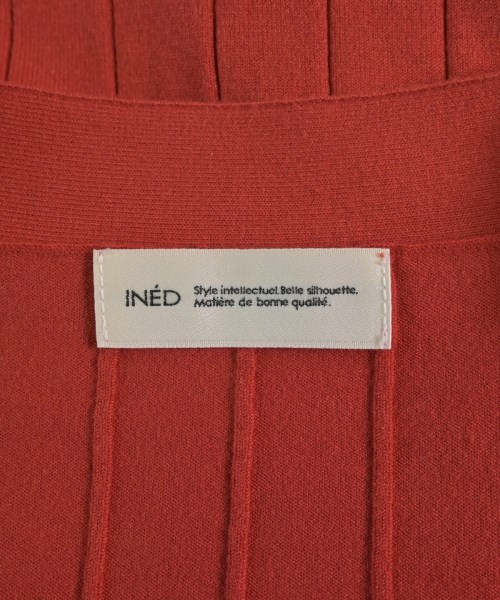 INÉD
Style intellectuel. Belle silhouette.
Matière de bonne qualité.